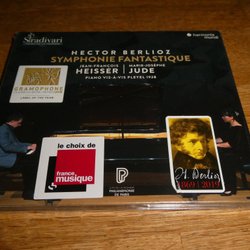 Stradivari
harmonia
mundi
HECTOR BERLIOZ
SYMPHONIE FANTASTIQUE
JEAN-FRANÇOIS MARIE-JOSÈPHE
HEISSER | JUDE
PIANO VIS-À-VIS PLEYEL 1928
GRAMOPHONE
LABEL OF THE YEAR
le choix de
france
musique
PHILHARMONIE
DE PARIS
H. Berlioz
1869 | 2019